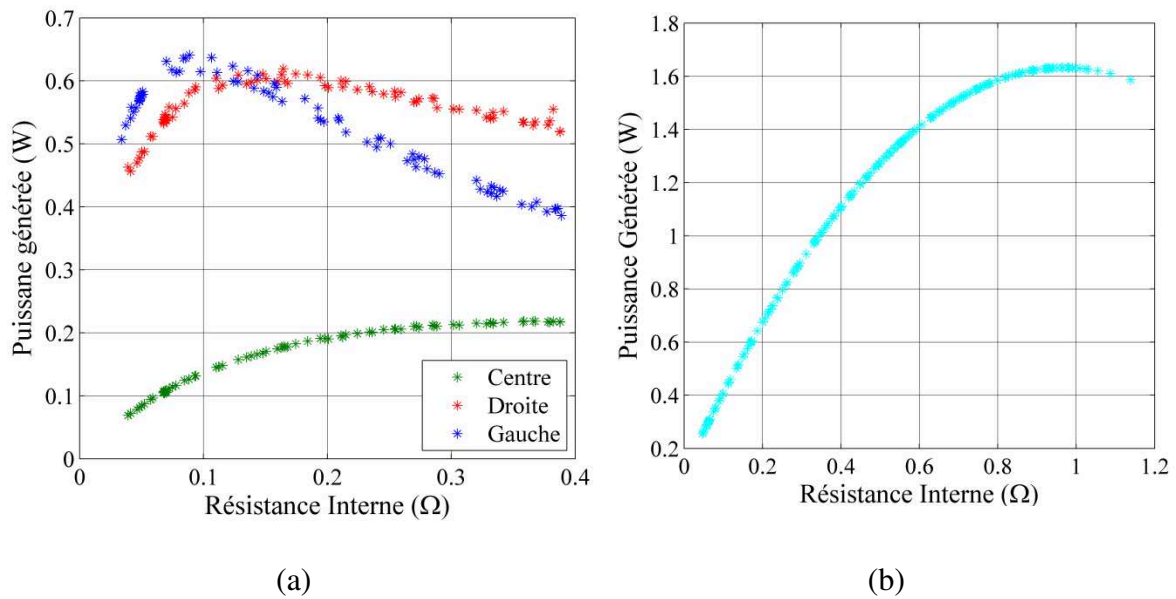 0.7
0.6
0.5
0.4
0.3
0.2
0.1
0
Puissane générée (W)
0 0.1 0.2 0.3 0.4
Résistance Interne (Ω)
Centre
Droite
Gauche
(a)
1.8
1.6
1.4
1.2
1
1.8
1.6
1.4
0.2
Puissance Générée (W)
0 0.2 0.4 0.6 0.8 1 1.2
Résistance Interne (Ω)
(b)